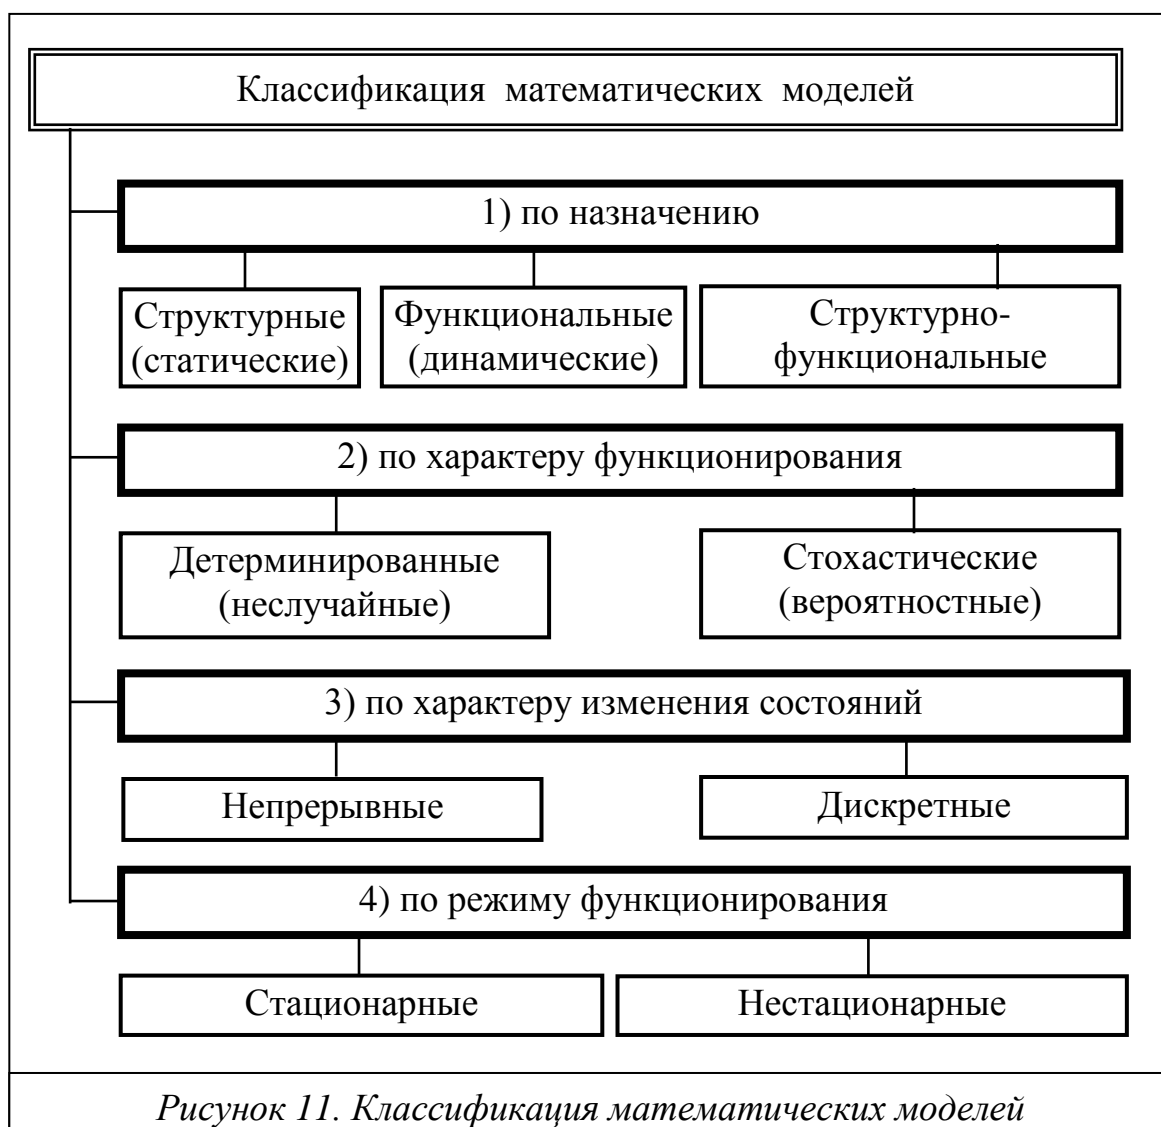 Классификация математических моделей
1) по назначению
Структурные
(статические)
Функциональные
(динамические)
Структурно-
функциональные
2) по характеру функционирования
Детерминированные
(неслучайные)
Стохастические
(вероятностные)
3) по характеру изменения состояний
Непрерывные
Дискретные
4) по режиму функционирования
Стационарные
Нестационарные
Рисунок 11. Классификация математических моделей